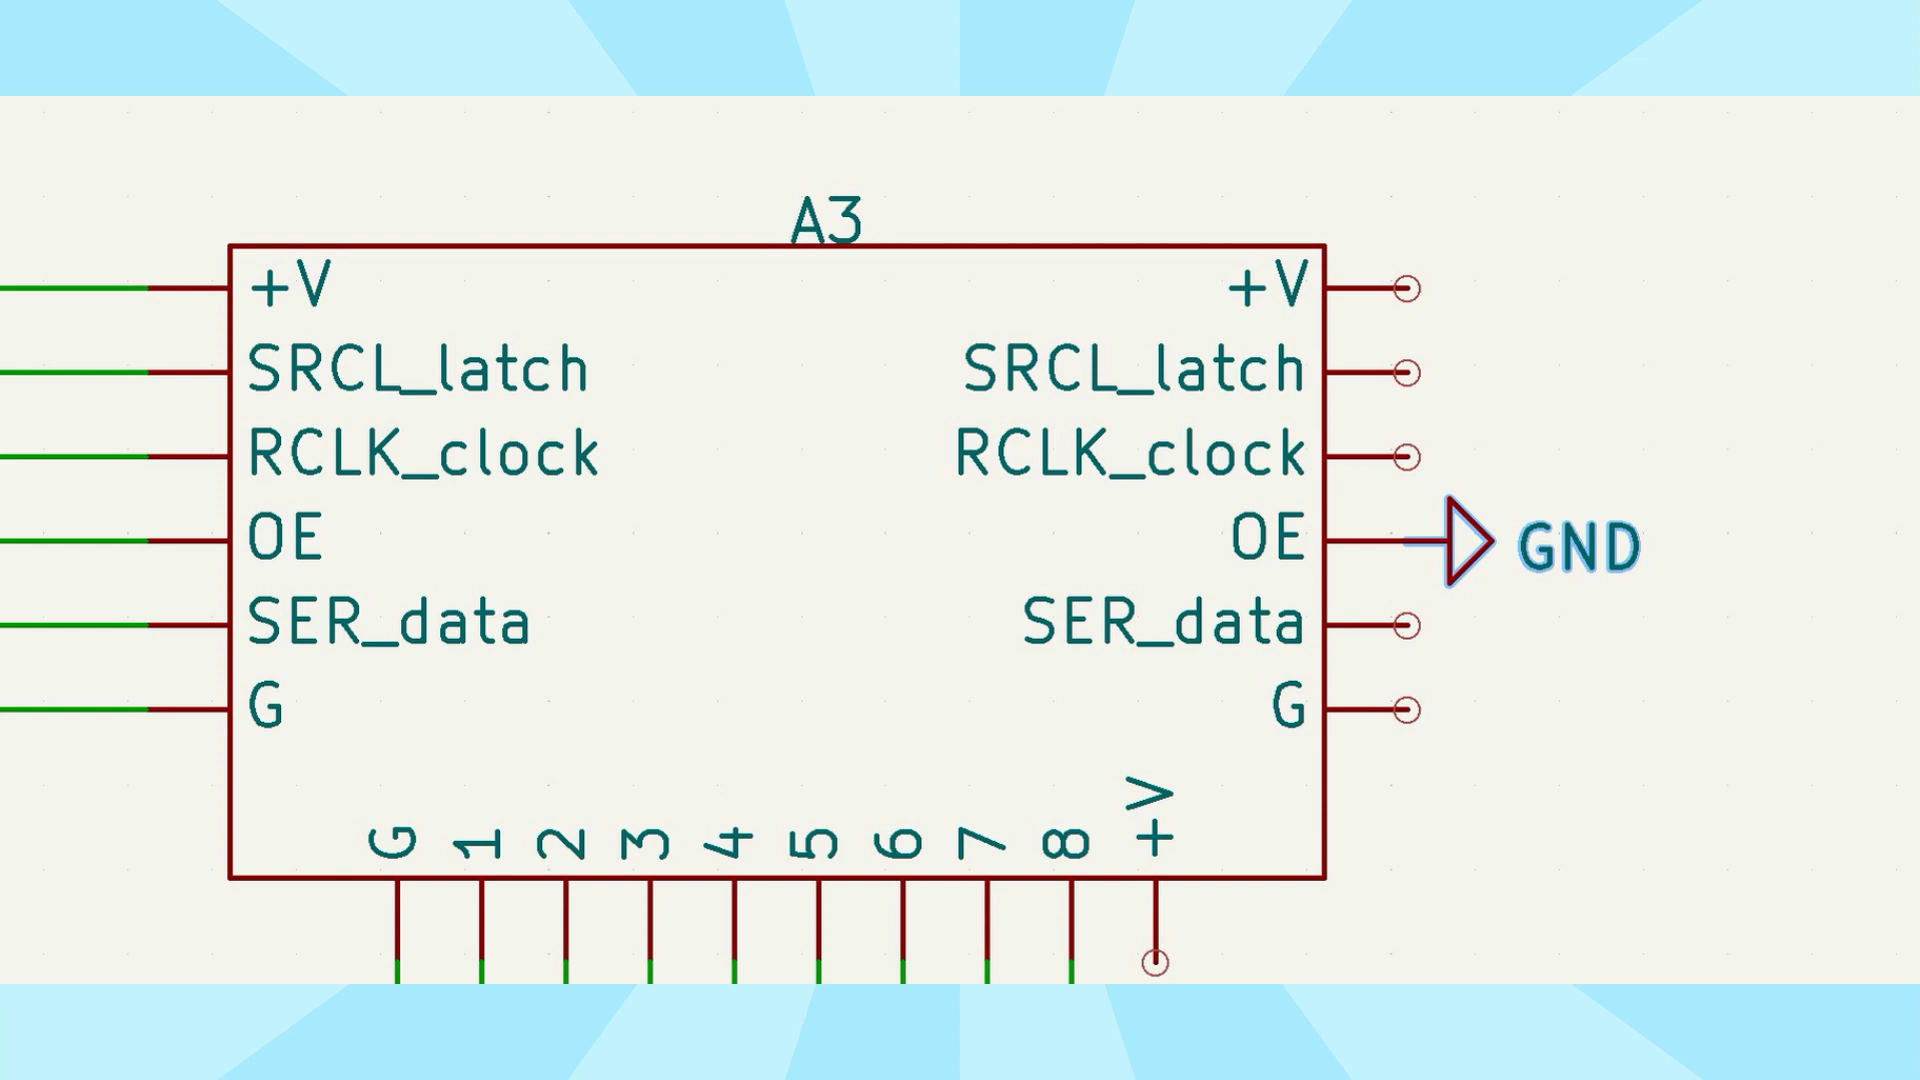 A3
+V +V
SRCL_latch SRCL_latch
RCLK_clock RCLK_clock
OE OE GND
SER_data SER_data
G G
G 1 2 3 4 5 6 7 8 +V